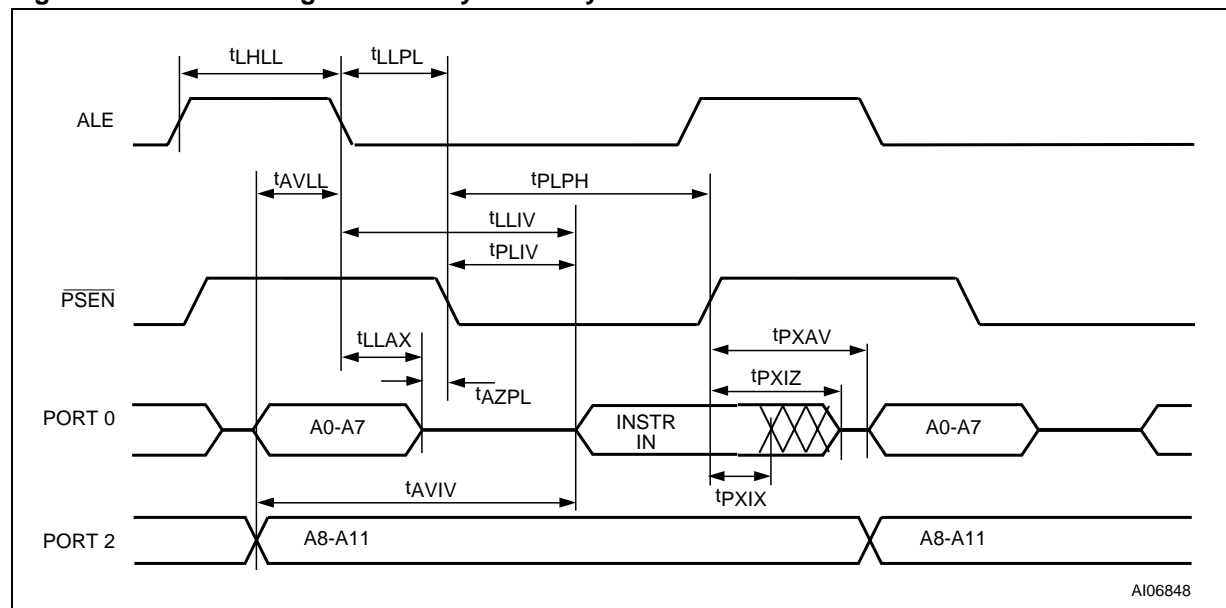 tLHLL
tLLPL
ALE
tAVLL
tPLPH
tLLIV
tPLIV
PSEN
tLLAX
tPXAV
tAZPL
tPXIZ
PORT 0
A0-A7
INSTR
IN
A0-A7
tAVIV
tPXIX
PORT 2
A8-A11
A8-A11
AI06848